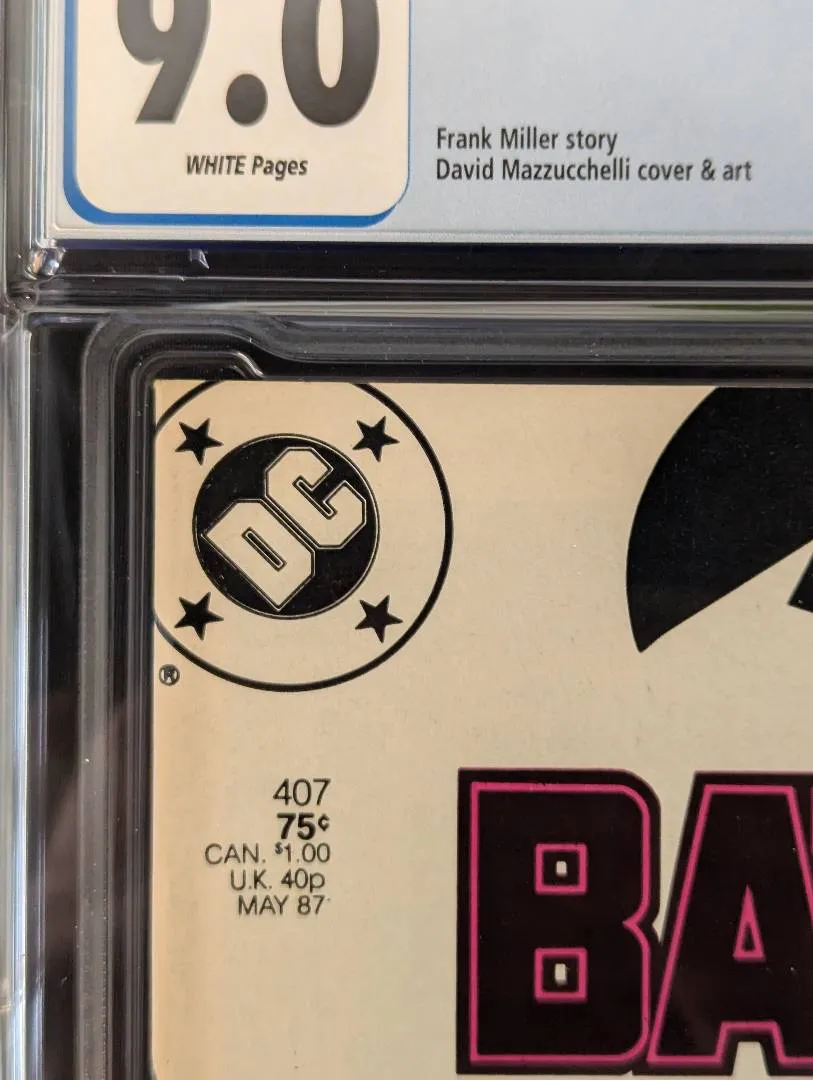 9.0
WHITE Pages
Frank Miller story
David Mazzucchelli cover & art
DC
®
407
75¢
CAN. $1.00
U.K. 40p
MAY 87
BA